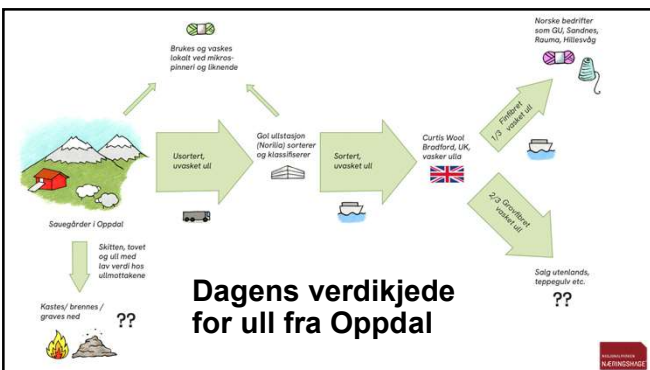 Brukes og vaskes
lokalt ved mikros-
pinneri og liknende
Norske bedrifter
som GU, Sandnes,
Rauma, Hillesvåg
Usortert,
uvasket ull
Gol ullstasjon
(Norilia) sorterer
og klassifiserer
Sortert,
uvasket ull
Curtis Wool
Bradford, UK,
vasker ulla
1/3 Finfibret
vasket ull
2/3 Grovfibret
vasket ull
Sauegårder i Oppdal
Skitten, tovet
og ull med
lav verdi hos
ullmottakene
Kastes/ brennes /
graves ned
??
Salg utenlands,
teppegulv etc.
??
Dagens verdikjede
for ull fra Oppdal
NÆRINGSHAGE